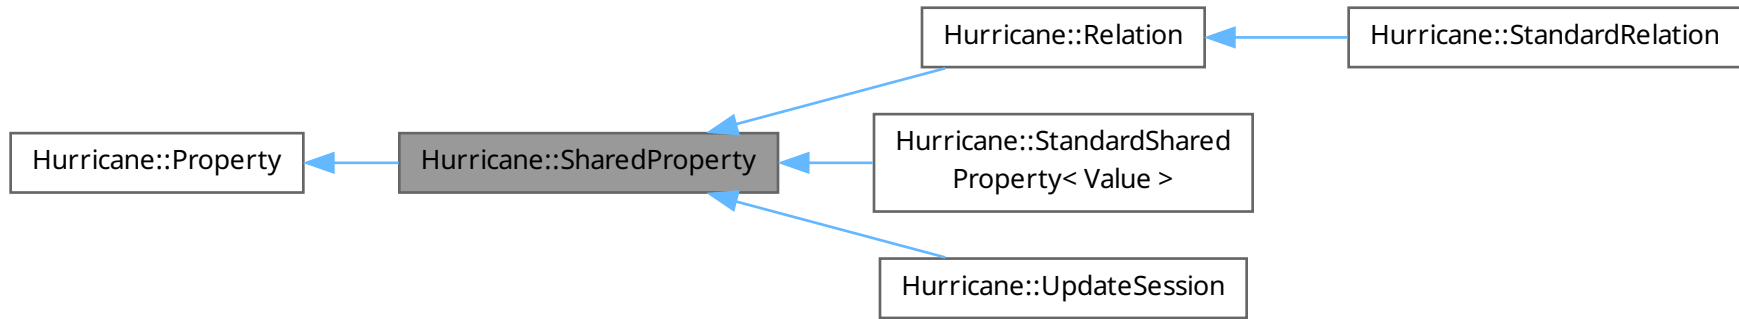 Hurricane::Property
Hurricane::SharedProperty
Hurricane::Relation
Hurricane::StandardRelation
Hurricane::StandardShared
Property< Value >
Hurricane::UpdateSession